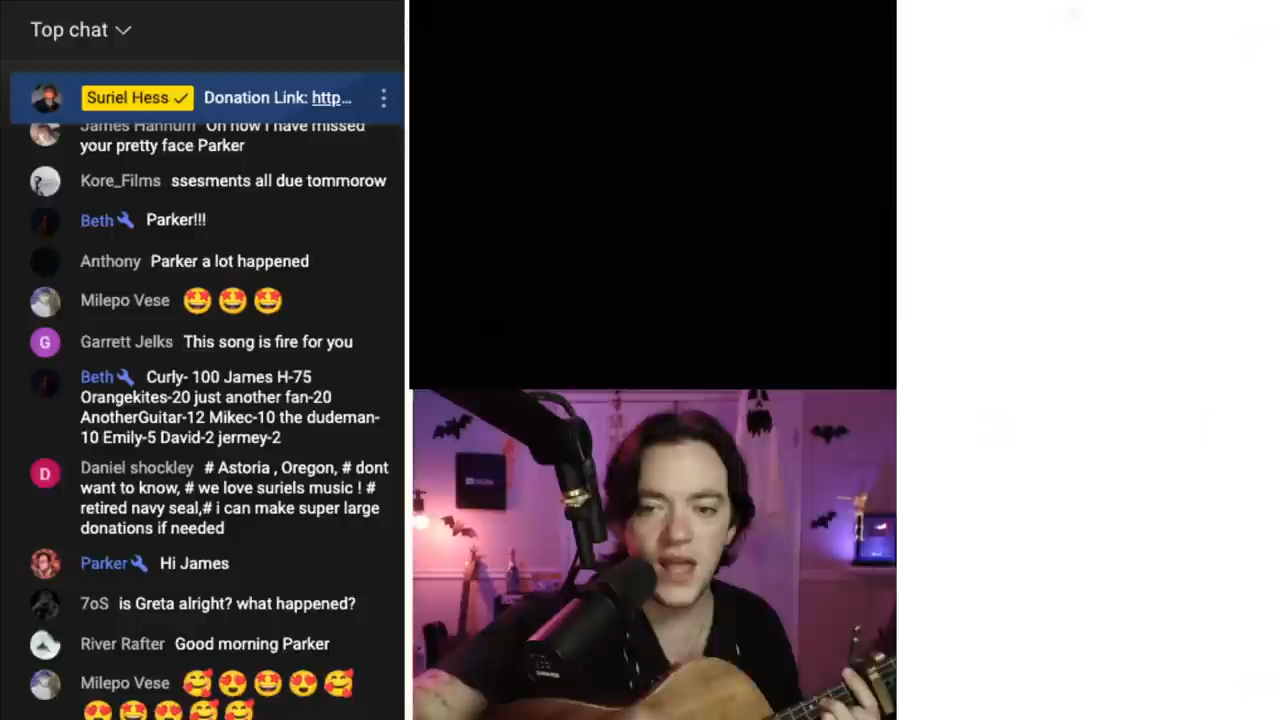 Top chat
Suriel Hess Donation Link: http...
James Hannum Oh how I have missed
your pretty face Parker
Kore_Films ssesments all due tommorow
Beth Parker!!!
Anthony Parker a lot happened
Milepo Vese
Garrett Jelks This song is fire for you
Beth Curly- 100 James H-75
Orangekites-20 just another fan-20
AnotherGuitar-12 Mikec-10 the dudeman-
10 Emily-5 David-2 jermey-2
Daniel shockley # Astoria , Oregon, # dont
want to know, # we love suriels music ! #
retired navy seal,# i can make super large
donations if needed
Parker Hi James
7oS is Greta alright? what happened?
River Rafter Good morning Parker
Milepo Vese
G
D